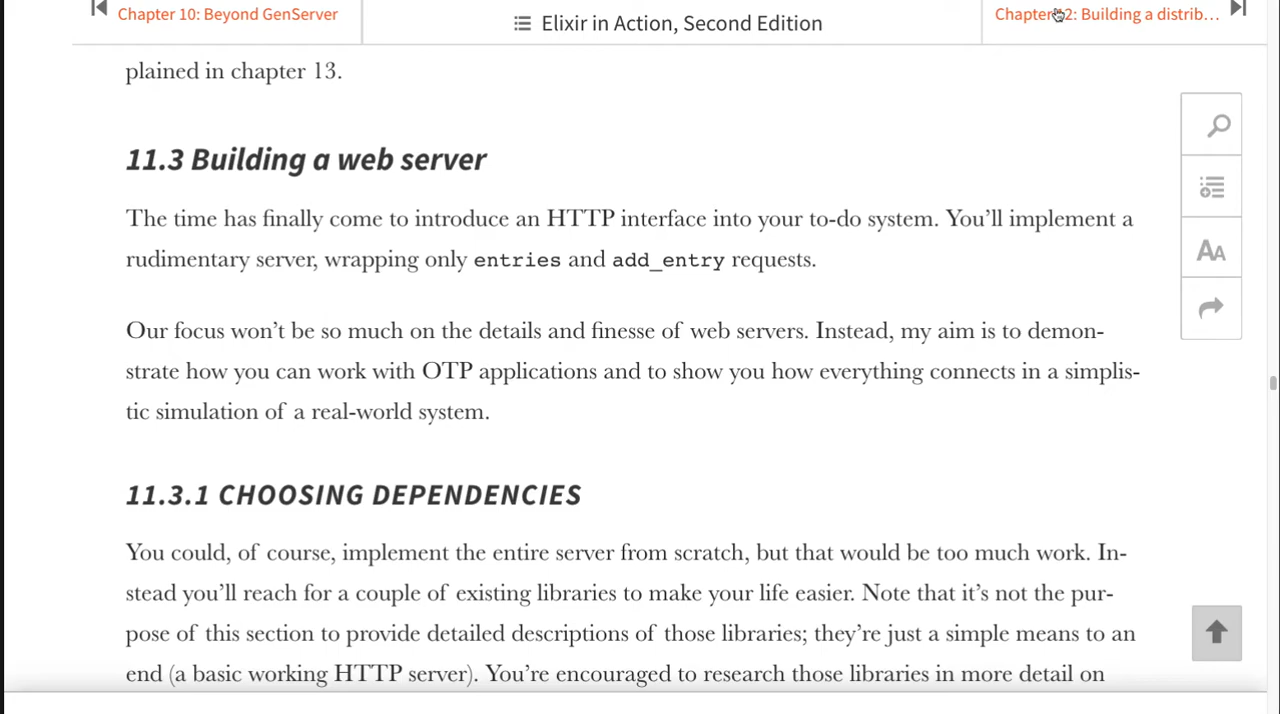 Chapter 10: Beyond GenServer
Elixir in Action, Second Edition
Chapter 12: Building a distrib…
plained in chapter 13.
11.3 Building a web server
The time has finally come to introduce an HTTP interface into your to-do system. You’ll implement a
rudimentary server, wrapping only entries and add_entry requests.
Our focus won’t be so much on the details and finesse of web servers. Instead, my aim is to demon-
strate how you can work with OTP applications and to show you how everything connects in a simplis-
tic simulation of a real-world system.
11.3.1 CHOOSING DEPENDENCIES
You could, of course, implement the entire server from scratch, but that would be too much work. In-
stead you’ll reach for a couple of existing libraries to make your life easier. Note that it’s not the pur-
pose of this section to provide detailed descriptions of those libraries; they’re just a simple means to an
end (a basic working HTTP server). You’re encouraged to research those libraries in more detail on
AA